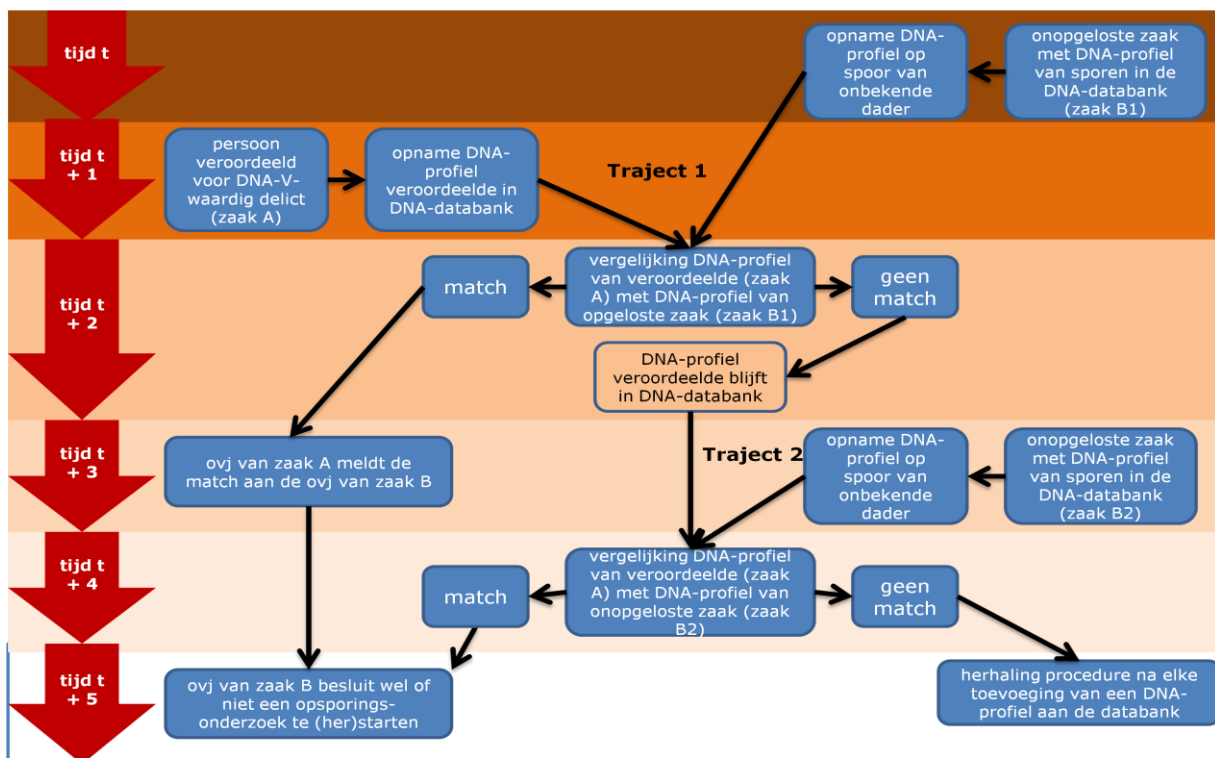 tijd t
opname DNA-
profiel op
spoor van
onbekende
dader
onopgeloste zaak
met DNA-profiel
van sporen in de
DNA-databank
(zaak B1)
tijd t
+ 1
persoon
veroordeeld
voor DNA-V-
waardig delict
(zaak A)
opname DNA-
profiel
veroordeelde in
DNA-databank
Traject 1
tijd t
+ 2
match
vergelijking DNA-profiel
van veroordeelde (zaak
A) met DNA-profiel van
opgeloste zaak (zaak B1)
geen
match
DNA-profiel
veroordeelde blijft
in DNA-databank
tijd t
+ 3
ovj van zaak A meldt de
match aan de ovj van zaak B
Traject 2
opname DNA-
profiel op
spoor van
onbekende
dader
onopgeloste zaak
met DNA-profiel
van sporen in de
DNA-databank
(zaak B2)
tijd t
+ 4
match
vergelijking DNA-profiel
van veroordeelde (zaak
A) met DNA-profiel van
onopgeloste zaak (zaak
B2)
geen
match
tijd t
+ 5
ovj van zaak B besluit wel of
niet een opsporings-
onderzoek te (her)starten
herhaling procedure na elke
toevoeging van een DNA-
profiel aan de databank